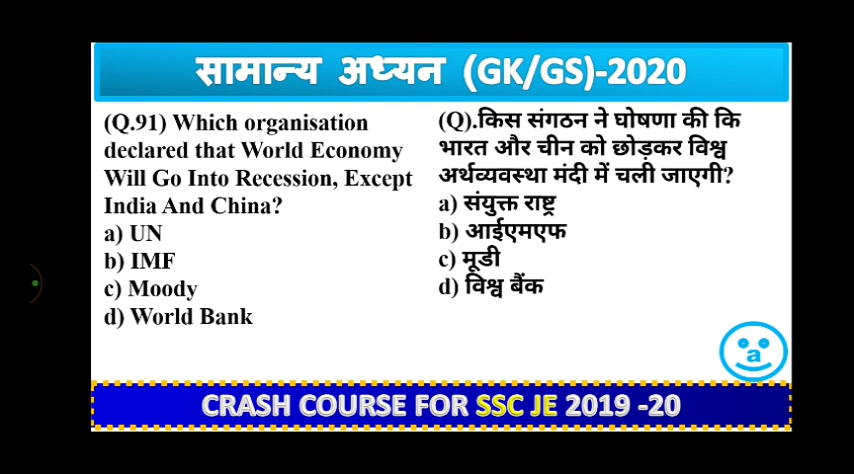 सामान्य अध्यन (GK/GS)-2020
(Q.91) Which organisation
declared that World Economy
Will Go Into Recession, Except
India And China?
a) UN
b) IMF
c) Moody
d) World Bank
(Q).किस संगठन ने घोषणा की कि
भारत और चीन को छोड़कर विश्व
अर्थव्यवस्था मंदी में चली जाएगी?
a) संयुक्त राष्ट्र
b) आईएमएफ
c) मूडी
d) विश्व बैंक
a
CRASH COURSE FOR SSC JE 2019 -20